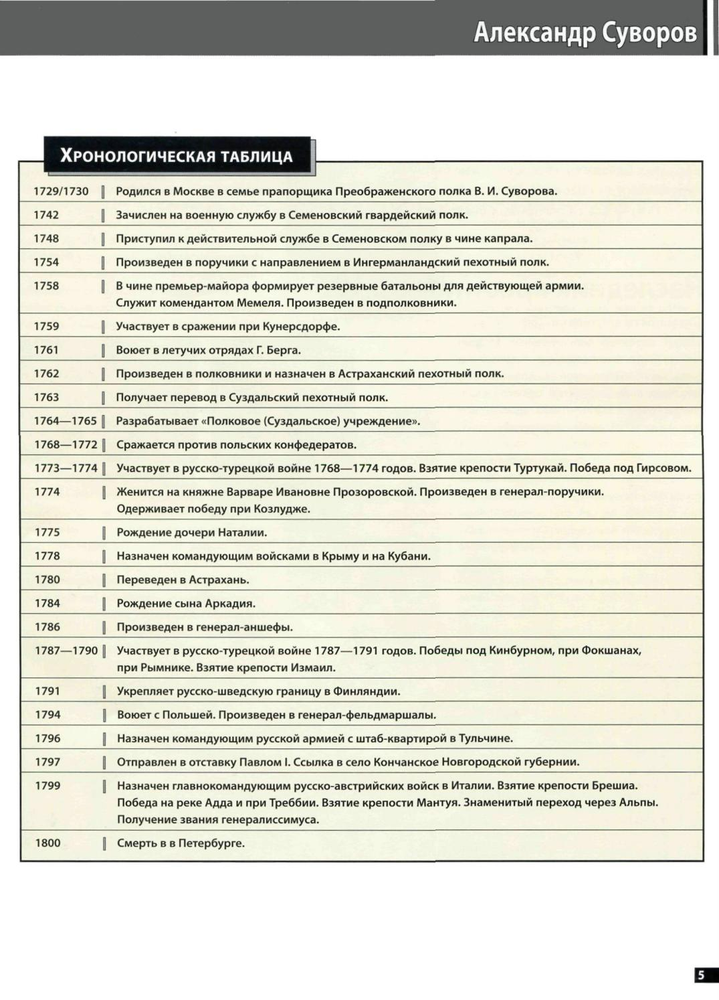 Александр Суворов
Хронологическая таблица
1729/1730 Родился в Москве в семье прапорщика Преображенского полка В. И. Суворова.
1742 Зачислен на военную службу в Семеновский гвардейский полк.
1748 Приступил к действительной службе в Семеновском полку в чине капрала.
1754 Произведен в поручики с направлением в Ингерманландский пехотный полк.
1758 В чине премьер-майора формирует резервные батальоны для действующей армии.
Служит комендантом Мемеля. Произведен в подполковники.
1759 Участвует в сражении при Кунерсдорфе.
1761 Воюет в летучих отрядах Г. Берга.
1762 Произведен в полковники и назначен в Астраханский пехотный полк.
1763 Получает перевод в Суздальский пехотный полк.
1764—1765 Разрабатывает «Полковое (Суздальское) учреждение».
1768—1772 Сражается против польских конфедератов.
1773—1774 Участвует в русско-турецкой войне 1768—1774 годов. Взятие крепости Туртукай. Победа под Гирсовом.
1774 Женится на княжне Варваре Ивановне Прозоровской. Произведен в генерал-поручики.
Одерживает победу при Козлудже.
1775 Рождение дочери Наталии.
1778 Назначен командующим войсками в Крыму и на Кубани.
1780 Переведен в Астрахань.
1784 Рождение сына Аркадия.
1786 Произведен в генерал-аншефы.
1787—1790 Участвует в русско-турецкой войне 1787—1791 годов. Победы под Кинбурном, при Фокшанах,
при Рымнике. Взятие крепости Измаил.
1791 Укрепляет русско-шведскую границу в Финляндии.
1794 Воюет с Польшей. Произведен в генерал-фельдмаршалы.
1796 Назначен командующим русской армией с штаб-квартирой в Тульчине.
1797 Отправлен в отставку Павлом I. Ссылка в село Кончанское Новгородской губернии.
1799 Назначен главнокомандующим русско-австрийских войск в Италии. Взятие крепости Брешиа.
Победа на реке Адда и при Треббии. Взятие крепости Мантуя. Знаменитый переход через Альпы.
Получение звания генералиссимуса.
1800 Смерть в в Петербурге.
5